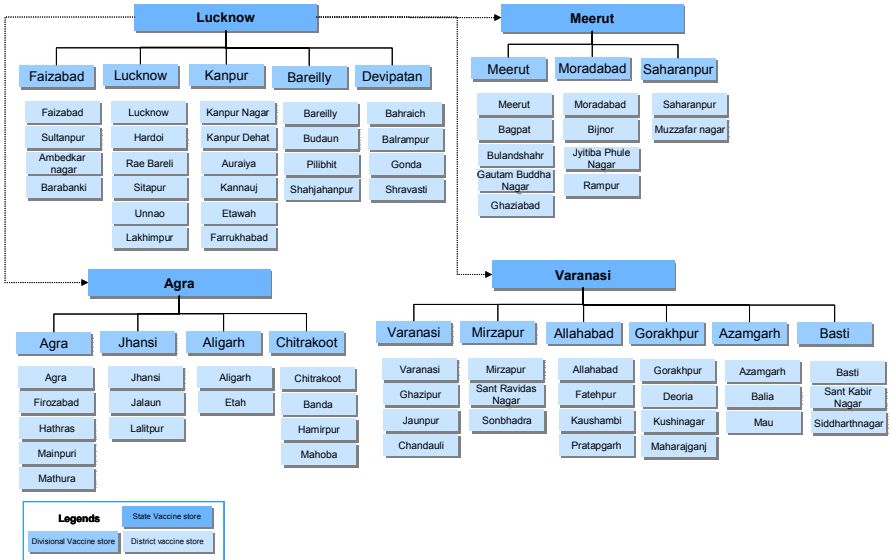 Lucknow
Faizabad
Faizabad
Sultanpur
Ambedkar
nagar
Barabanki
Lucknow
Lucknow
Hardoi
Rae Bareli
Sitapur
Unnao
Lakhimpur
Kanpur
Kanpur Nagar
Kanpur Dehat
Auraiya
Kannauj
Etawah
Farrukhabad
Bareilly
Bareilly
Budaun
Pilibhit
Shahjahanpur
Devipatan
Bahraich
Balrampur
Gonda
Shravasti
Meerut
Meerut
Meerut
Bagpat
Bulandshahr
Gautam Buddha
Nagar
Ghaziabad
Moradabad
Moradabad
Bijnor
Jyitiba Phule
Nagar
Rampur
Saharanpur
Saharanpur
Muzzafar nagar
Agra
Agra
Agra
Firozabad
Hathras
Mainpuri
Mathura
Jhansi
Jhansi
Jalaun
Lalitpur
Aligarh
Aligarh
Etah
Chitrakoot
Chitrakoot
Banda
Hamirpur
Mahoba
Varanasi
Varanasi
Varanasi
Ghazipur
Jaunpur
Chandauli
Mirzapur
Mirzapur
Sant Ravidas
Nagar
Sonbhadra
Allahabad
Allahabad
Fatehpur
Kaushambi
Pratapgarh
Gorakhpur
Gorakhpur
Deoria
Kushinagar
Maharajganj
Azamgarh
Azamgarh
Balia
Mau
Basti
Basti
Sant Kabir
Nagar
Siddharthnagar
Legends
State Vaccine store
Divisional Vaccine store
District vaccine store